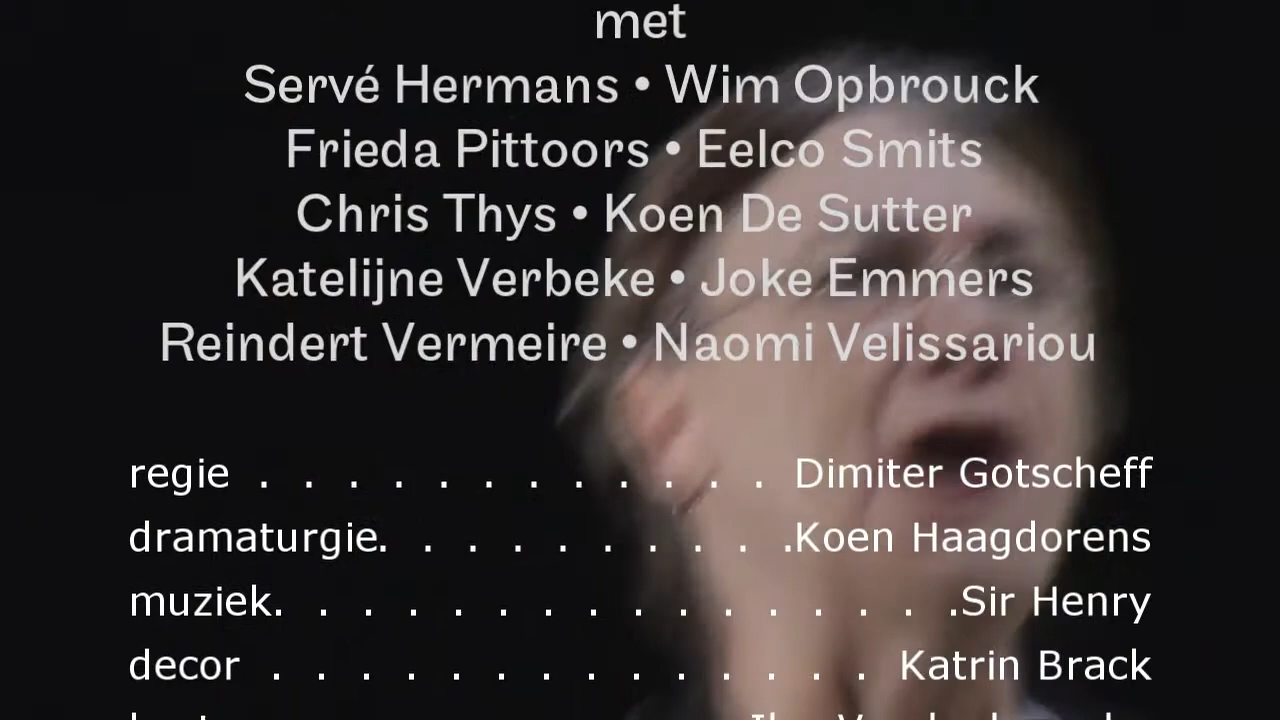 met
Servé Hermans • Wim Opbrouck
Frieda Pittoors • Eelco Smits
Chris Thys • Koen De Sutter
Katelijne Verbeke • Joke Emmers
Reindert Vermeire • Naomi Velissariou
regie . . . . . . . . . . . . Dimiter Gotscheff
dramaturgie. . . . . . . . . .Koen Haagdorens
muziek. . . . . . . . . . . . . . . .Sir Henry
decor . . . . . . . . . . . . . . Katrin Brack